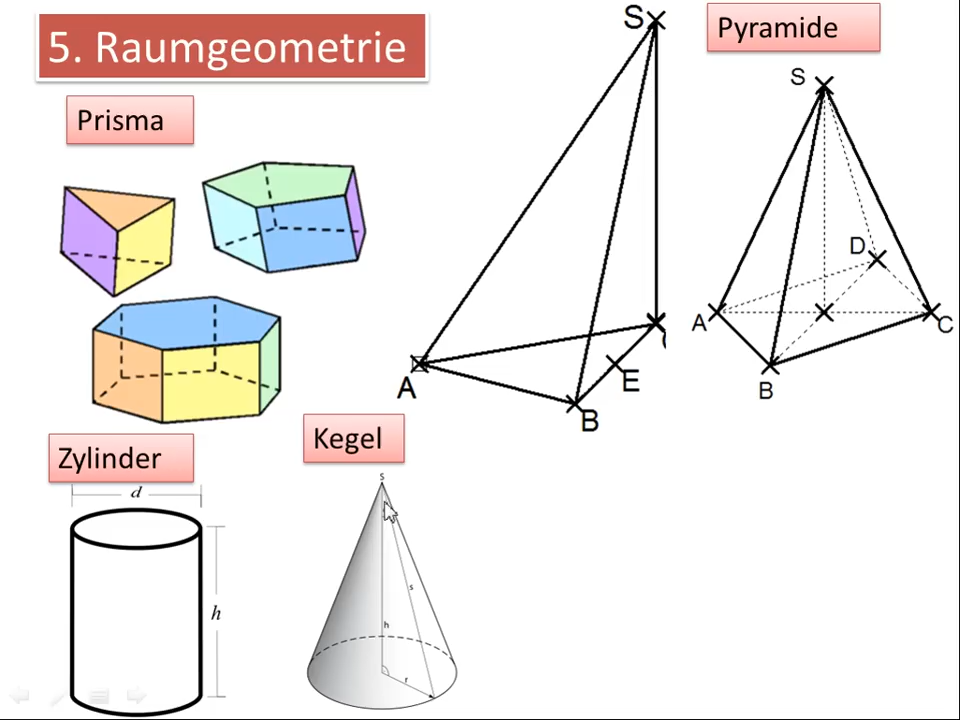 5. Raumgeometrie
Pyramide
Prisma
S
A
B
E
S
A
B
C
D
Zylinder
d
h
Kegel
S
s
h
r